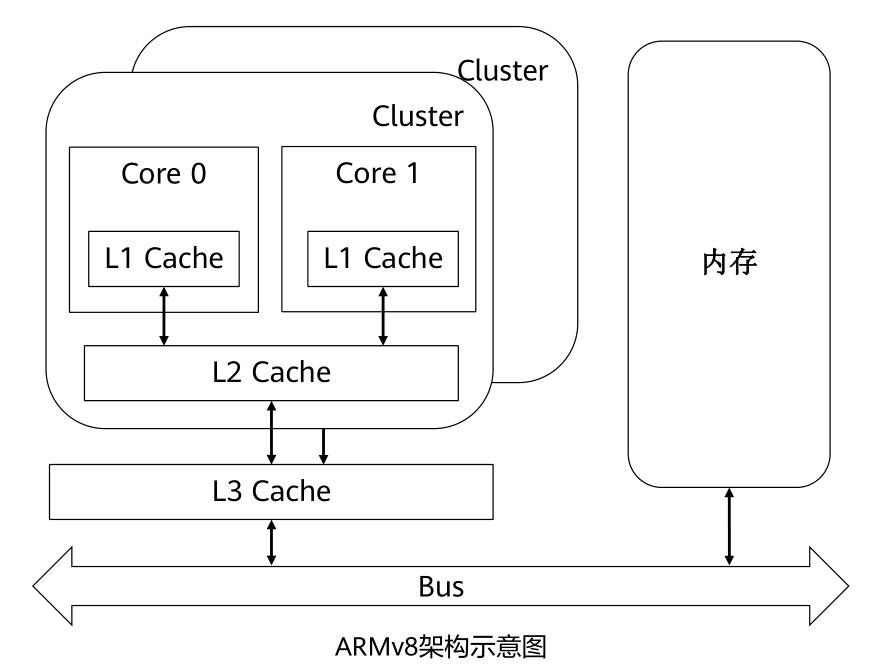 Cluster
Cluster
Core 0
Core 1
L1 Cache
L1 Cache
内存
L2 Cache
L3 Cache
Bus
ARMv8架构示意图